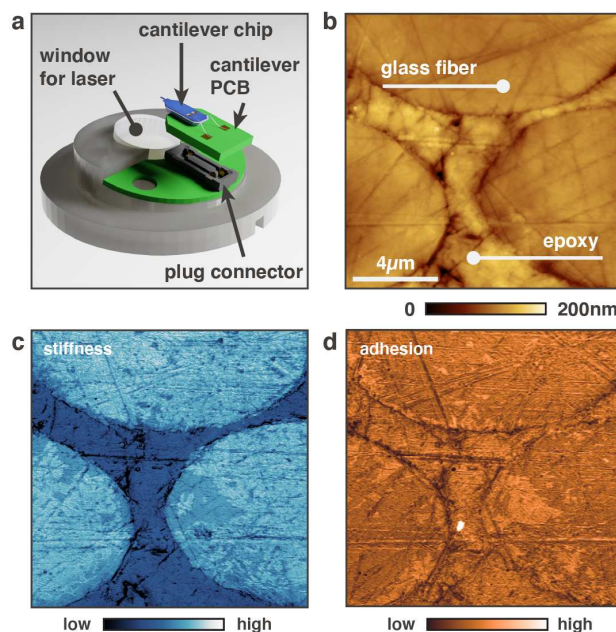 a
cantilever chip
window
for laser
cantilever
PCB
plug connector
b
glass fiber
epoxy
4µm
0
200nm
c
stiffness
low
high
d
adhesion
low
high